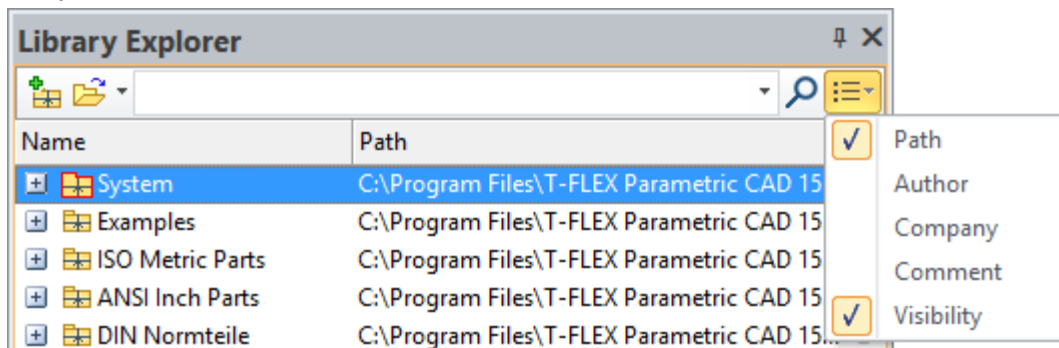 Library Explorer
Name Path
System C:\Program Files\T-FLEX Parametric CAD 15
Examples C:\Program Files\T-FLEX Parametric CAD 15
ISO Metric Parts C:\Program Files\T-FLEX Parametric CAD 15
ANSI Inch Parts C:\Program Files\T-FLEX Parametric CAD 15
DIN Normteile C:\Program Files\T-FLEX Parametric CAD 15...
Path
Author
Company
Comment
Visibility